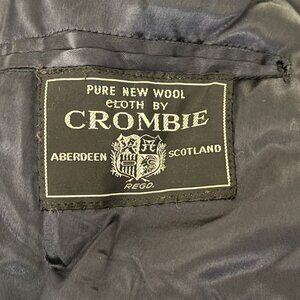 PURE NEW WOOL
CLOTH BY
CROMBIE
ABERDEEN SCOTLAND
REGD.